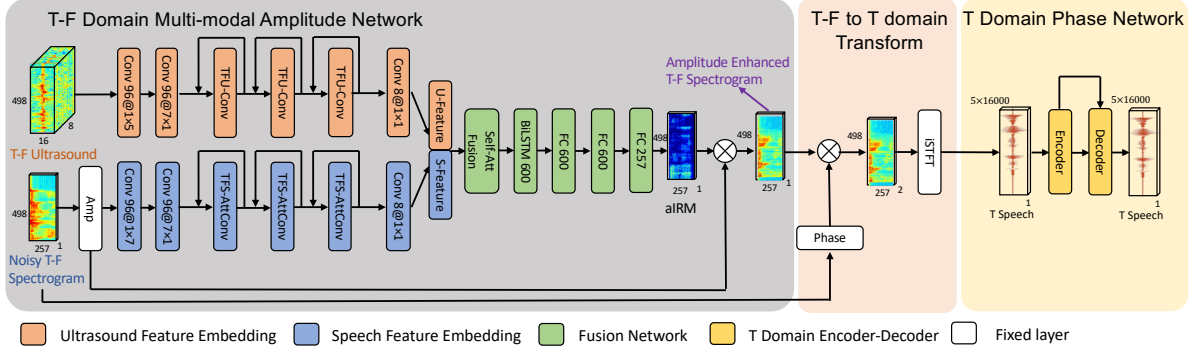 T-F Domain Multi-modal Amplitude Network
T-F to T domain
Transform
T Domain Phase Network
498
16
8
T-F Ultrasound
Conv 96@1×5
Conv 96@7×1
TFU-Conv
TFU-Conv
TFU-Conv
Conv 8@1×1
U-Feature
S-Feature
498
257
1
Noisy T-F
Spectrogram
Amp
Conv 96@1×7
Conv 96@7×1
TFS-AttConv
TFS-AttConv
TFS-AttConv
Conv 8@1×1
Self-Att
Fusion
BiLSTM 600
FC 600
FC 600
FC 257
498
257
1
aIRM
Amplitude Enhanced
T-F Spectrogram
498
257
1
Phase
498
257
2
iSTFT
5×16000
1
T Speech
Encoder
Decoder
5×16000
1
T Speech
Ultrasound Feature Embedding
Speech Feature Embedding
Fusion Network
T Domain Encoder-Decoder
Fixed layer